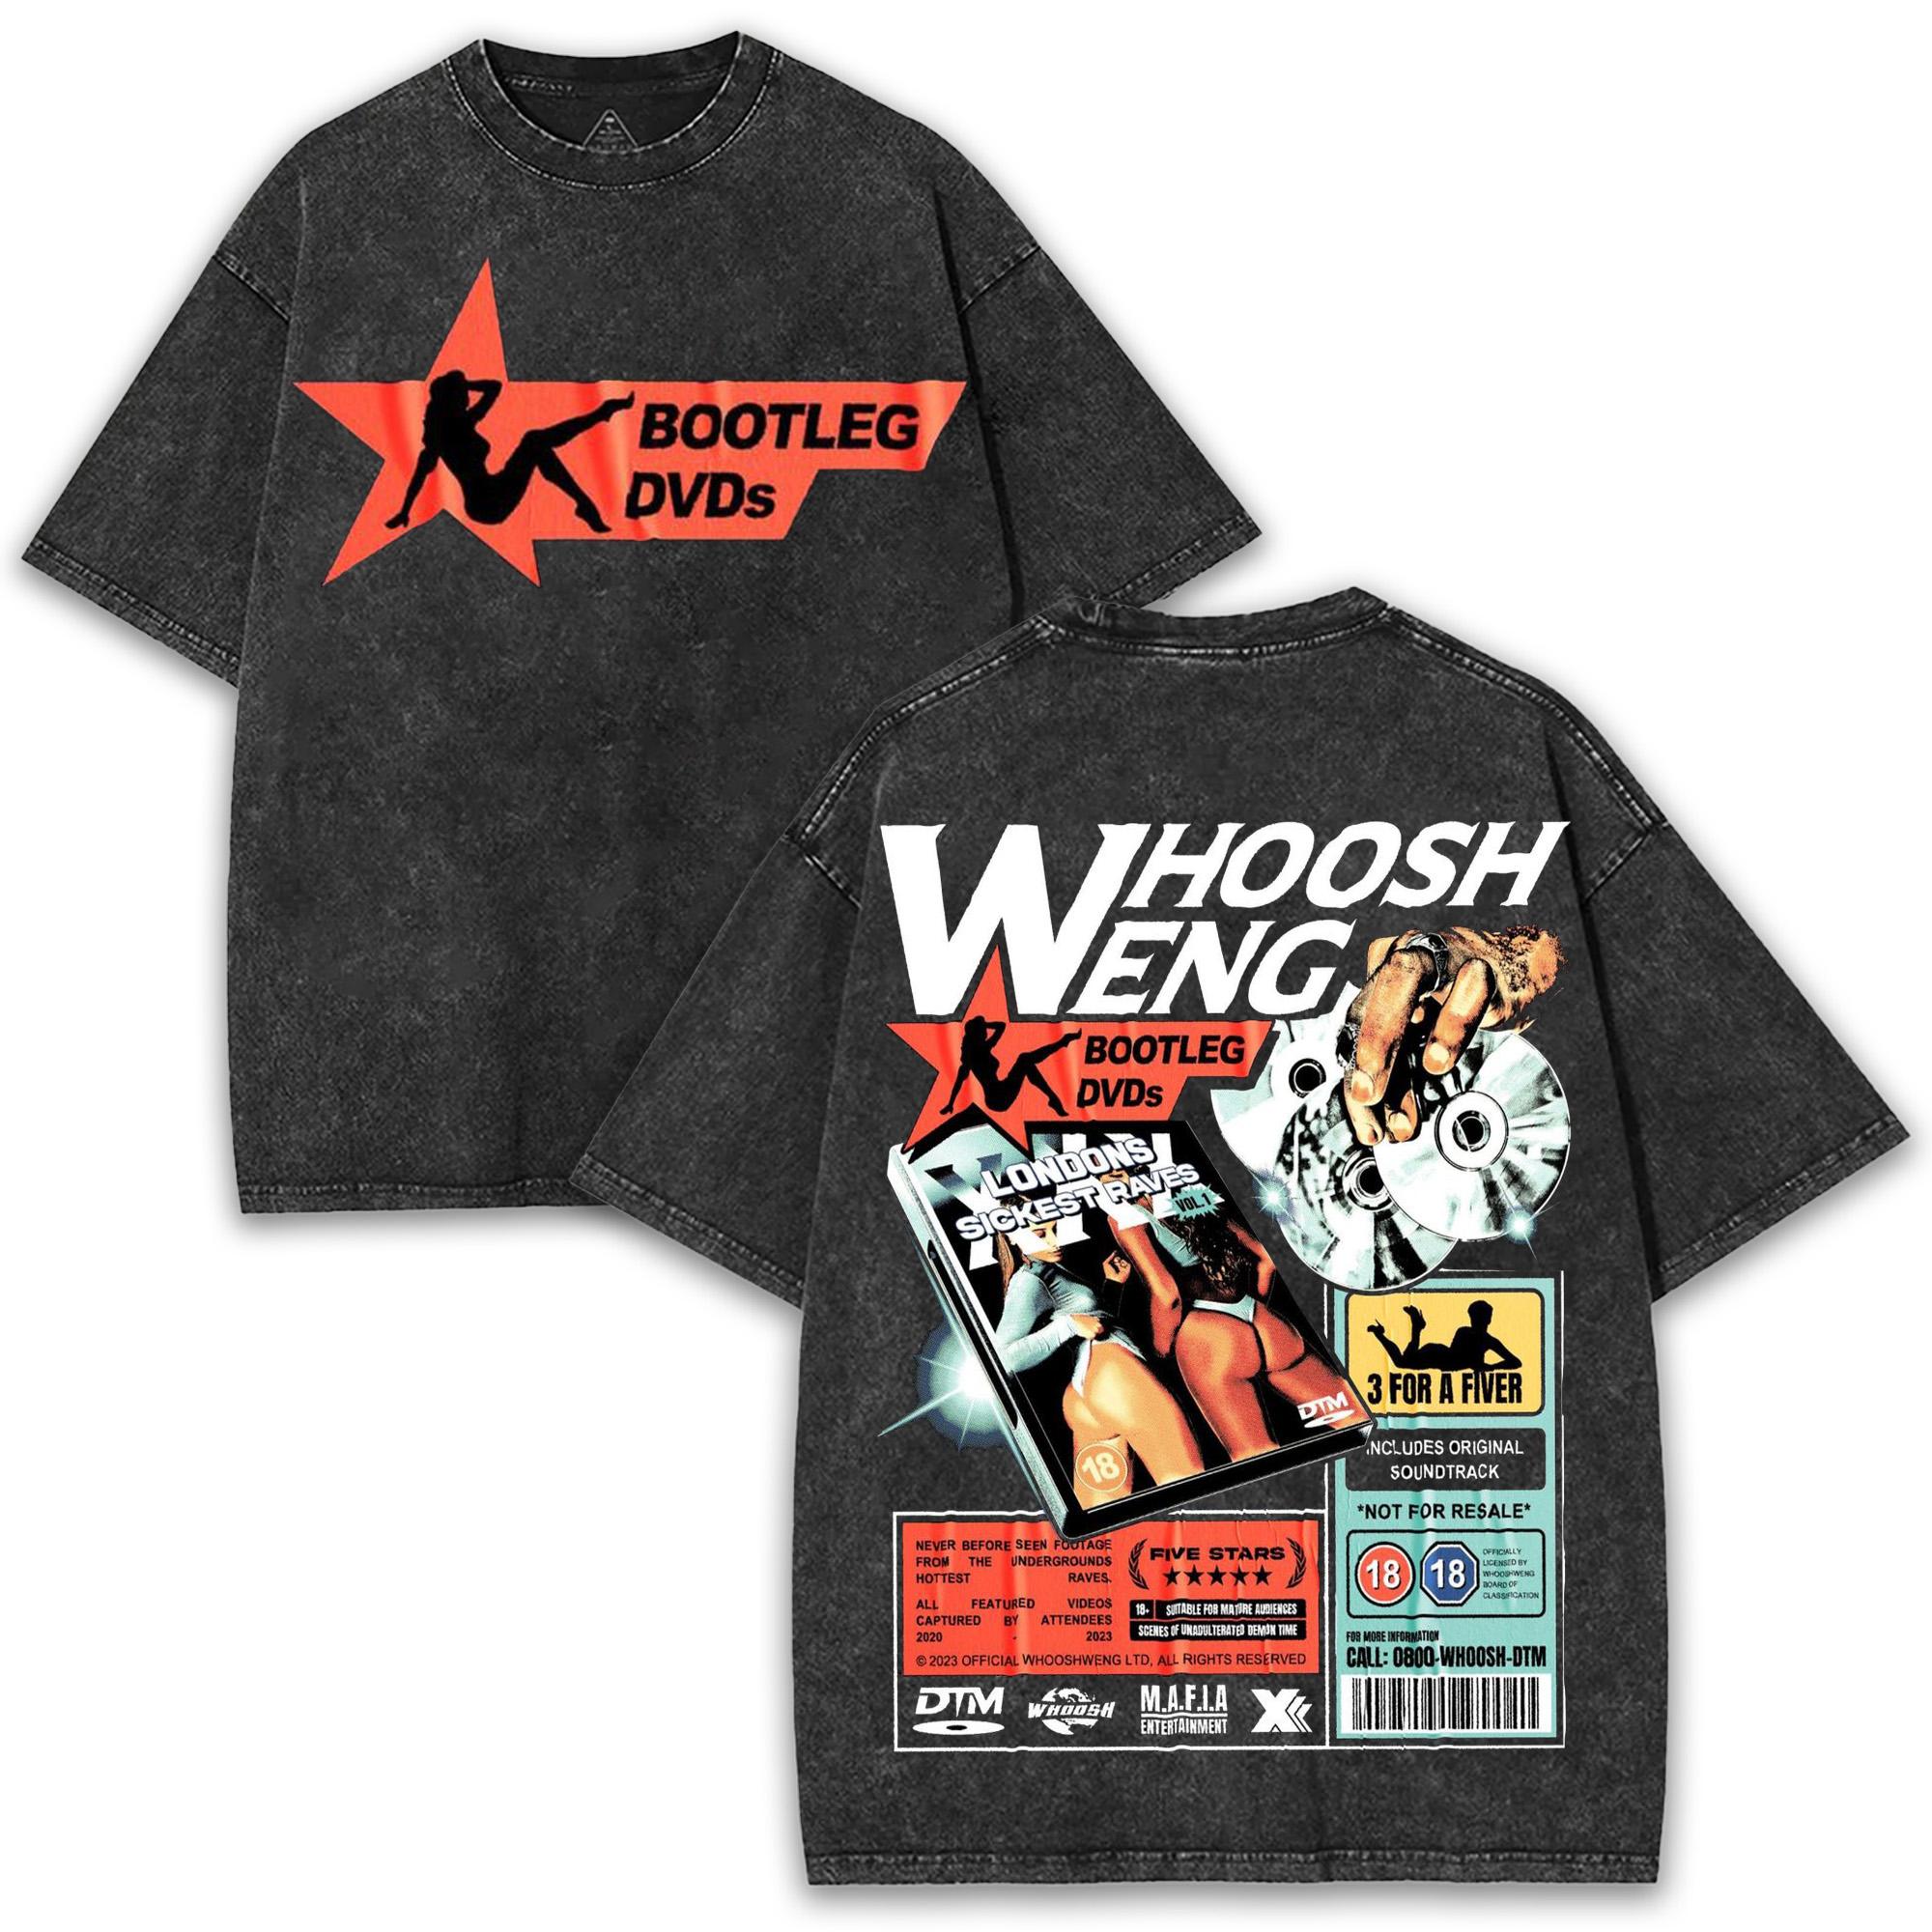 BOOTLEG
DVDs
WHOOSH
WENG
BOOTLEG
DVDs
LONDONS
SICKEST RAVES
VOL.1
DTM
18
3 FOR A FIVER
INCLUDES ORIGINAL
SOUNDTRACK
*NOT FOR RESALE*
18 18
OFFICIALLY
LICENSED BY
WHOOSHWENG
BOARD OF
CLASSIFICATION
FOR MORE INFORMATION
CALL: 0800-WHOOSH-DTM
NEVER BEFORE SEEN FOOTAGE
FROM THE UNDERGROUNDS
HOTTEST RAVES.
ALL FEATURED VIDEOS
CAPTURED BY ATTENDEES
2020 - 2023
FIVE STARS
18+ SUITABLE FOR MATURE AUDIENCES
SCENES OF UNADULTERATED DEMON TIME
© 2023 OFFICIAL WHOOSHWENG LTD, ALL RIGHTS RESERVED
DTM
WHOOSH
M.A.F.I.A
ENTERTAINMENT